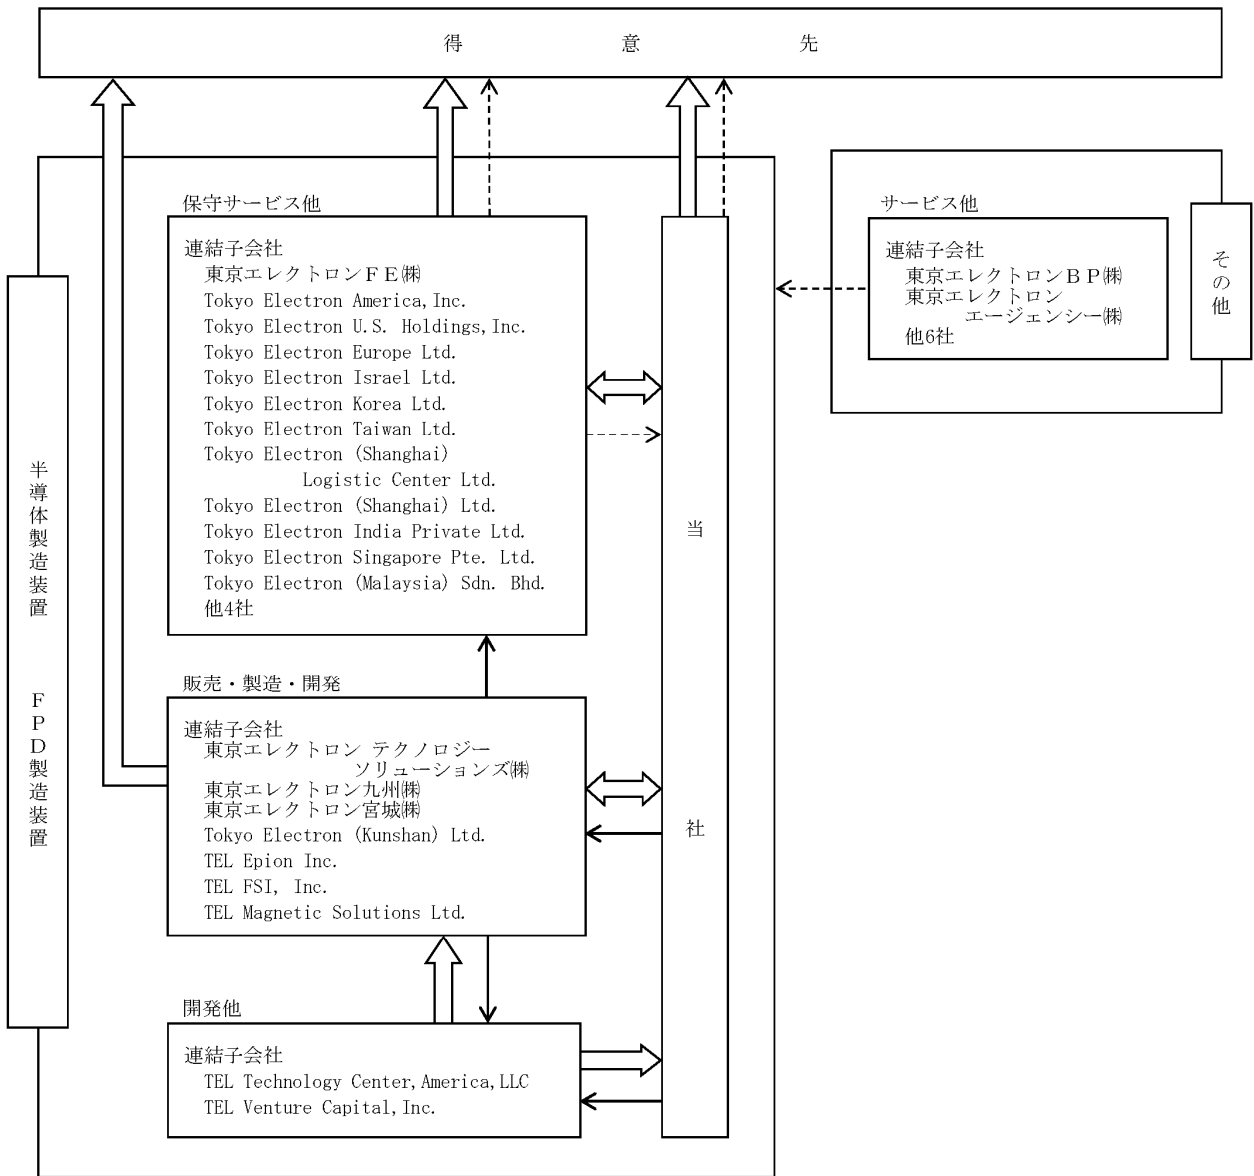 得意先
保守サービス他
連結子会社
東京エレクトロンFE㈱
Tokyo Electron America,Inc.
Tokyo Electron U.S. Holdings,Inc.
Tokyo Electron Europe Ltd.
Tokyo Electron Israel Ltd.
Tokyo Electron Korea Ltd.
Tokyo Electron Taiwan Ltd.
Tokyo Electron (Shanghai)
Logistic Center Ltd.
Tokyo Electron (Shanghai) Ltd.
Tokyo Electron India Private Ltd.
Tokyo Electron Singapore Pte. Ltd.
Tokyo Electron (Malaysia) Sdn. Bhd.
他4社
販売・製造・開発
連結子会社
東京エレクトロン テクノロジー
ソリューションズ㈱
東京エレクトロン九州㈱
東京エレクトロン宮城㈱
Tokyo Electron (Kunshan) Ltd.
TEL Epion Inc.
TEL FSI, Inc.
TEL Magnetic Solutions Ltd.
開発他
連結子会社
TEL Technology Center,America,LLC
TEL Venture Capital,Inc.
半導体製造装置 FPD製造装置
当社
サービス他
連結子会社
東京エレクトロンBP㈱
東京エレクトロン
エージェンシー㈱
他6社
その他